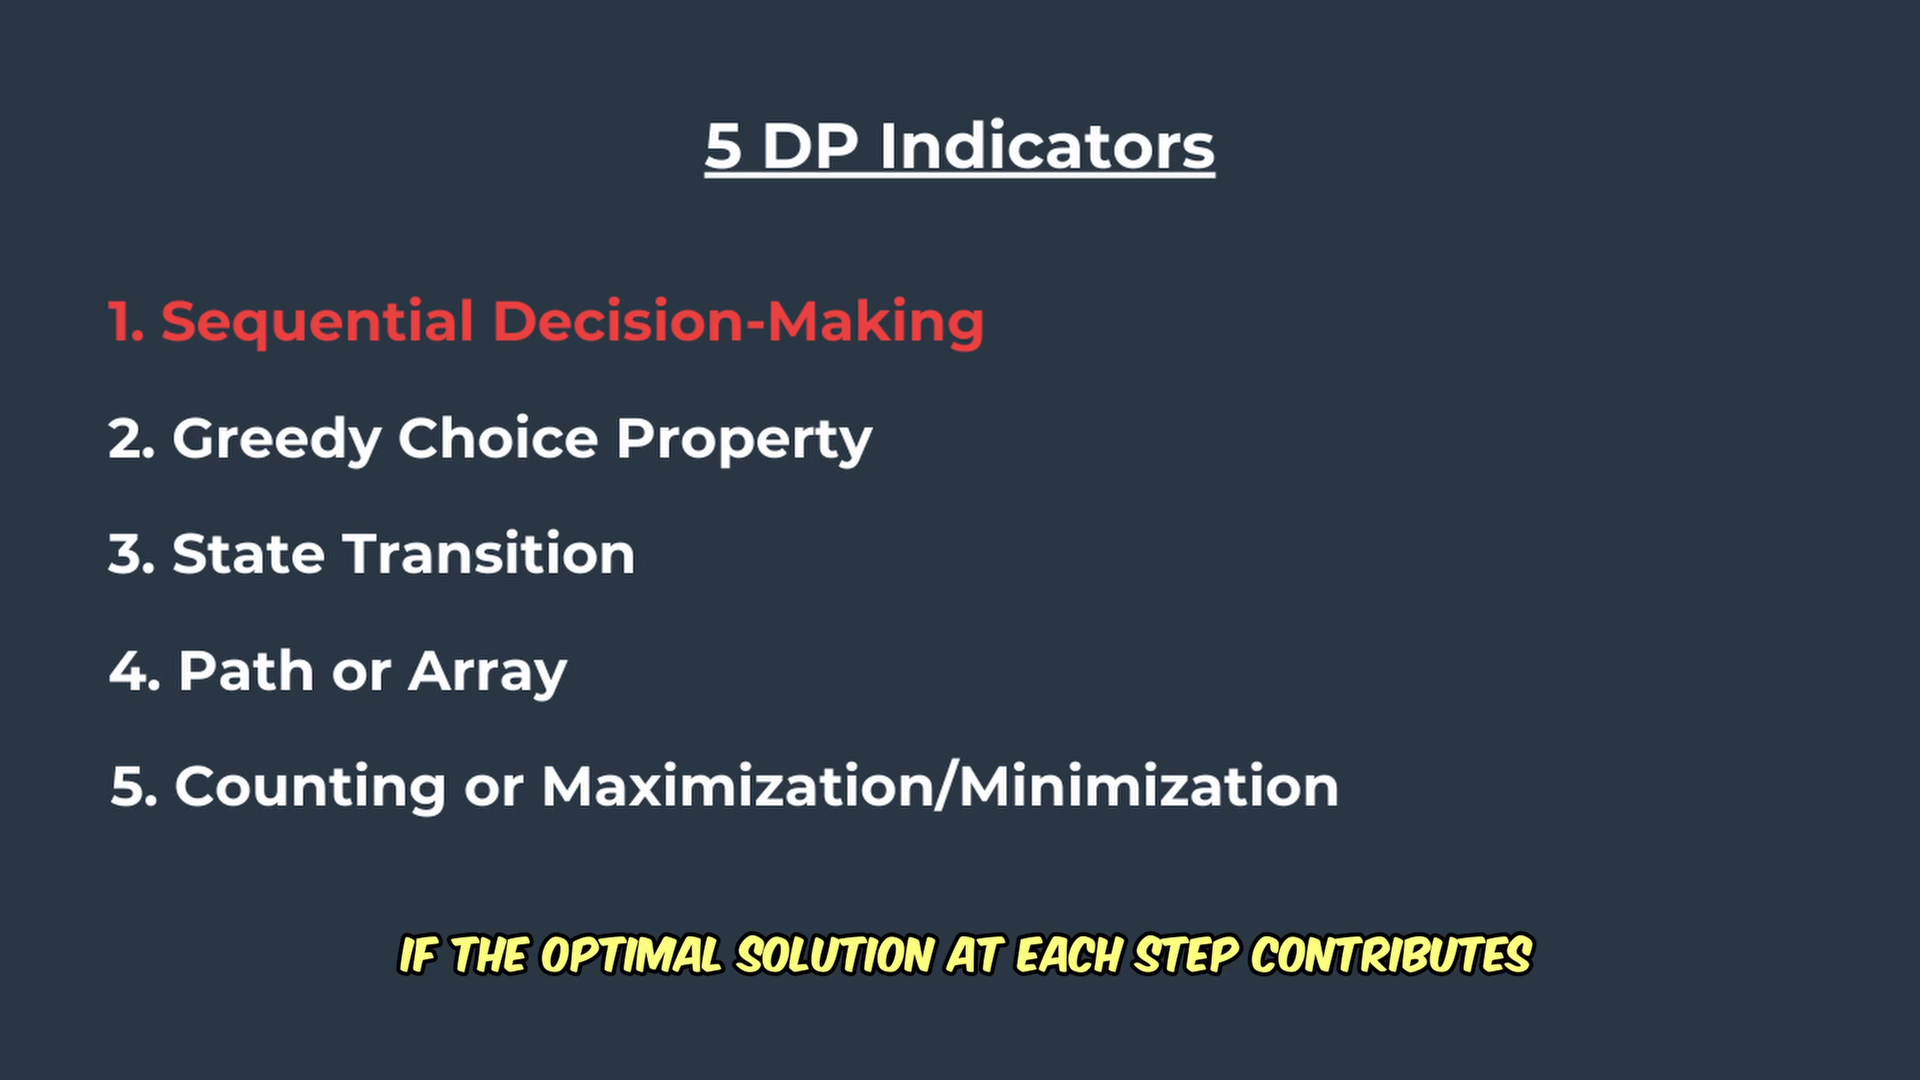 5 DP Indicators
1. Sequential Decision-Making
2. Greedy Choice Property
3. State Transition
4. Path or Array
5. Counting or Maximization/Minimization
IF THE OPTIMAL SOLUTION AT EACH STEP CONTRIBUTES